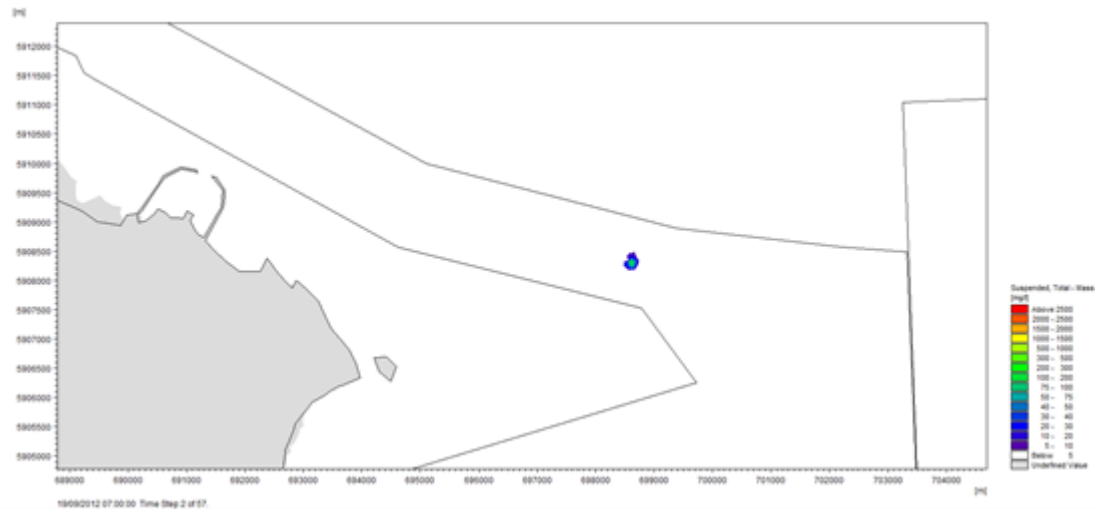 [m]
5912000
5911500
5911000
5910500
5910000
5909500
5909000
5908500
5908000
5907500
5907000
5906500
5906000
5905500
5905000
689000 690000 691000 692000 693000 694000 695000 696000 697000 698000 699000 700000 701000 702000 703000 704000
[m]
19/09/2012 07:00:00 Time Step 2 of 57.
Suspended, Total - Mass
[mg/l]
Above 2500
2000 - 2500
1500 - 2000
1000 - 1500
500 - 1000
300 - 500
200 - 300
100 - 200
75 - 100
50 - 75
40 - 50
30 - 40
20 - 30
10 - 20
5 - 10
Below 5
Undefined Value